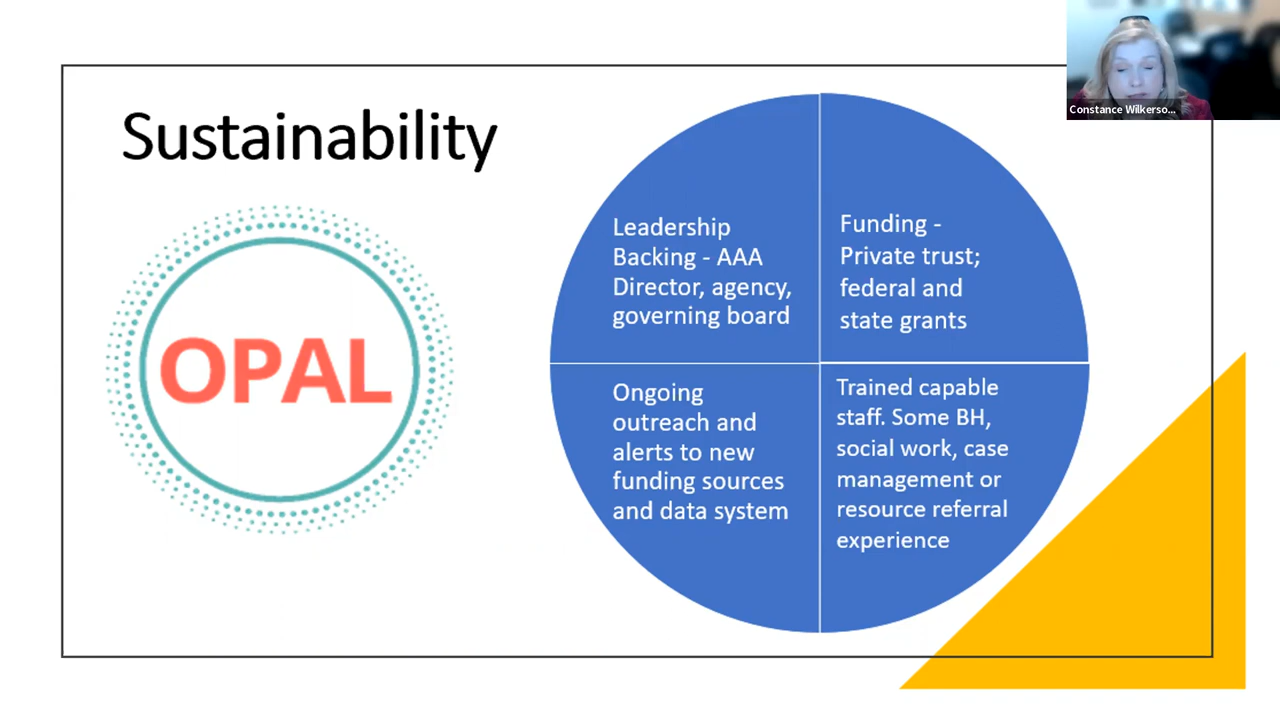 Constance Wilkerso...
Sustainability
OPAL
Leadership
Backing - AAA
Director, agency,
governing board
Funding -
Private trust;
federal and
state grants
Ongoing
outreach and
alerts to new
funding sources
and data system
Trained capable
staff. Some BH,
social work, case
management or
resource referral
experience